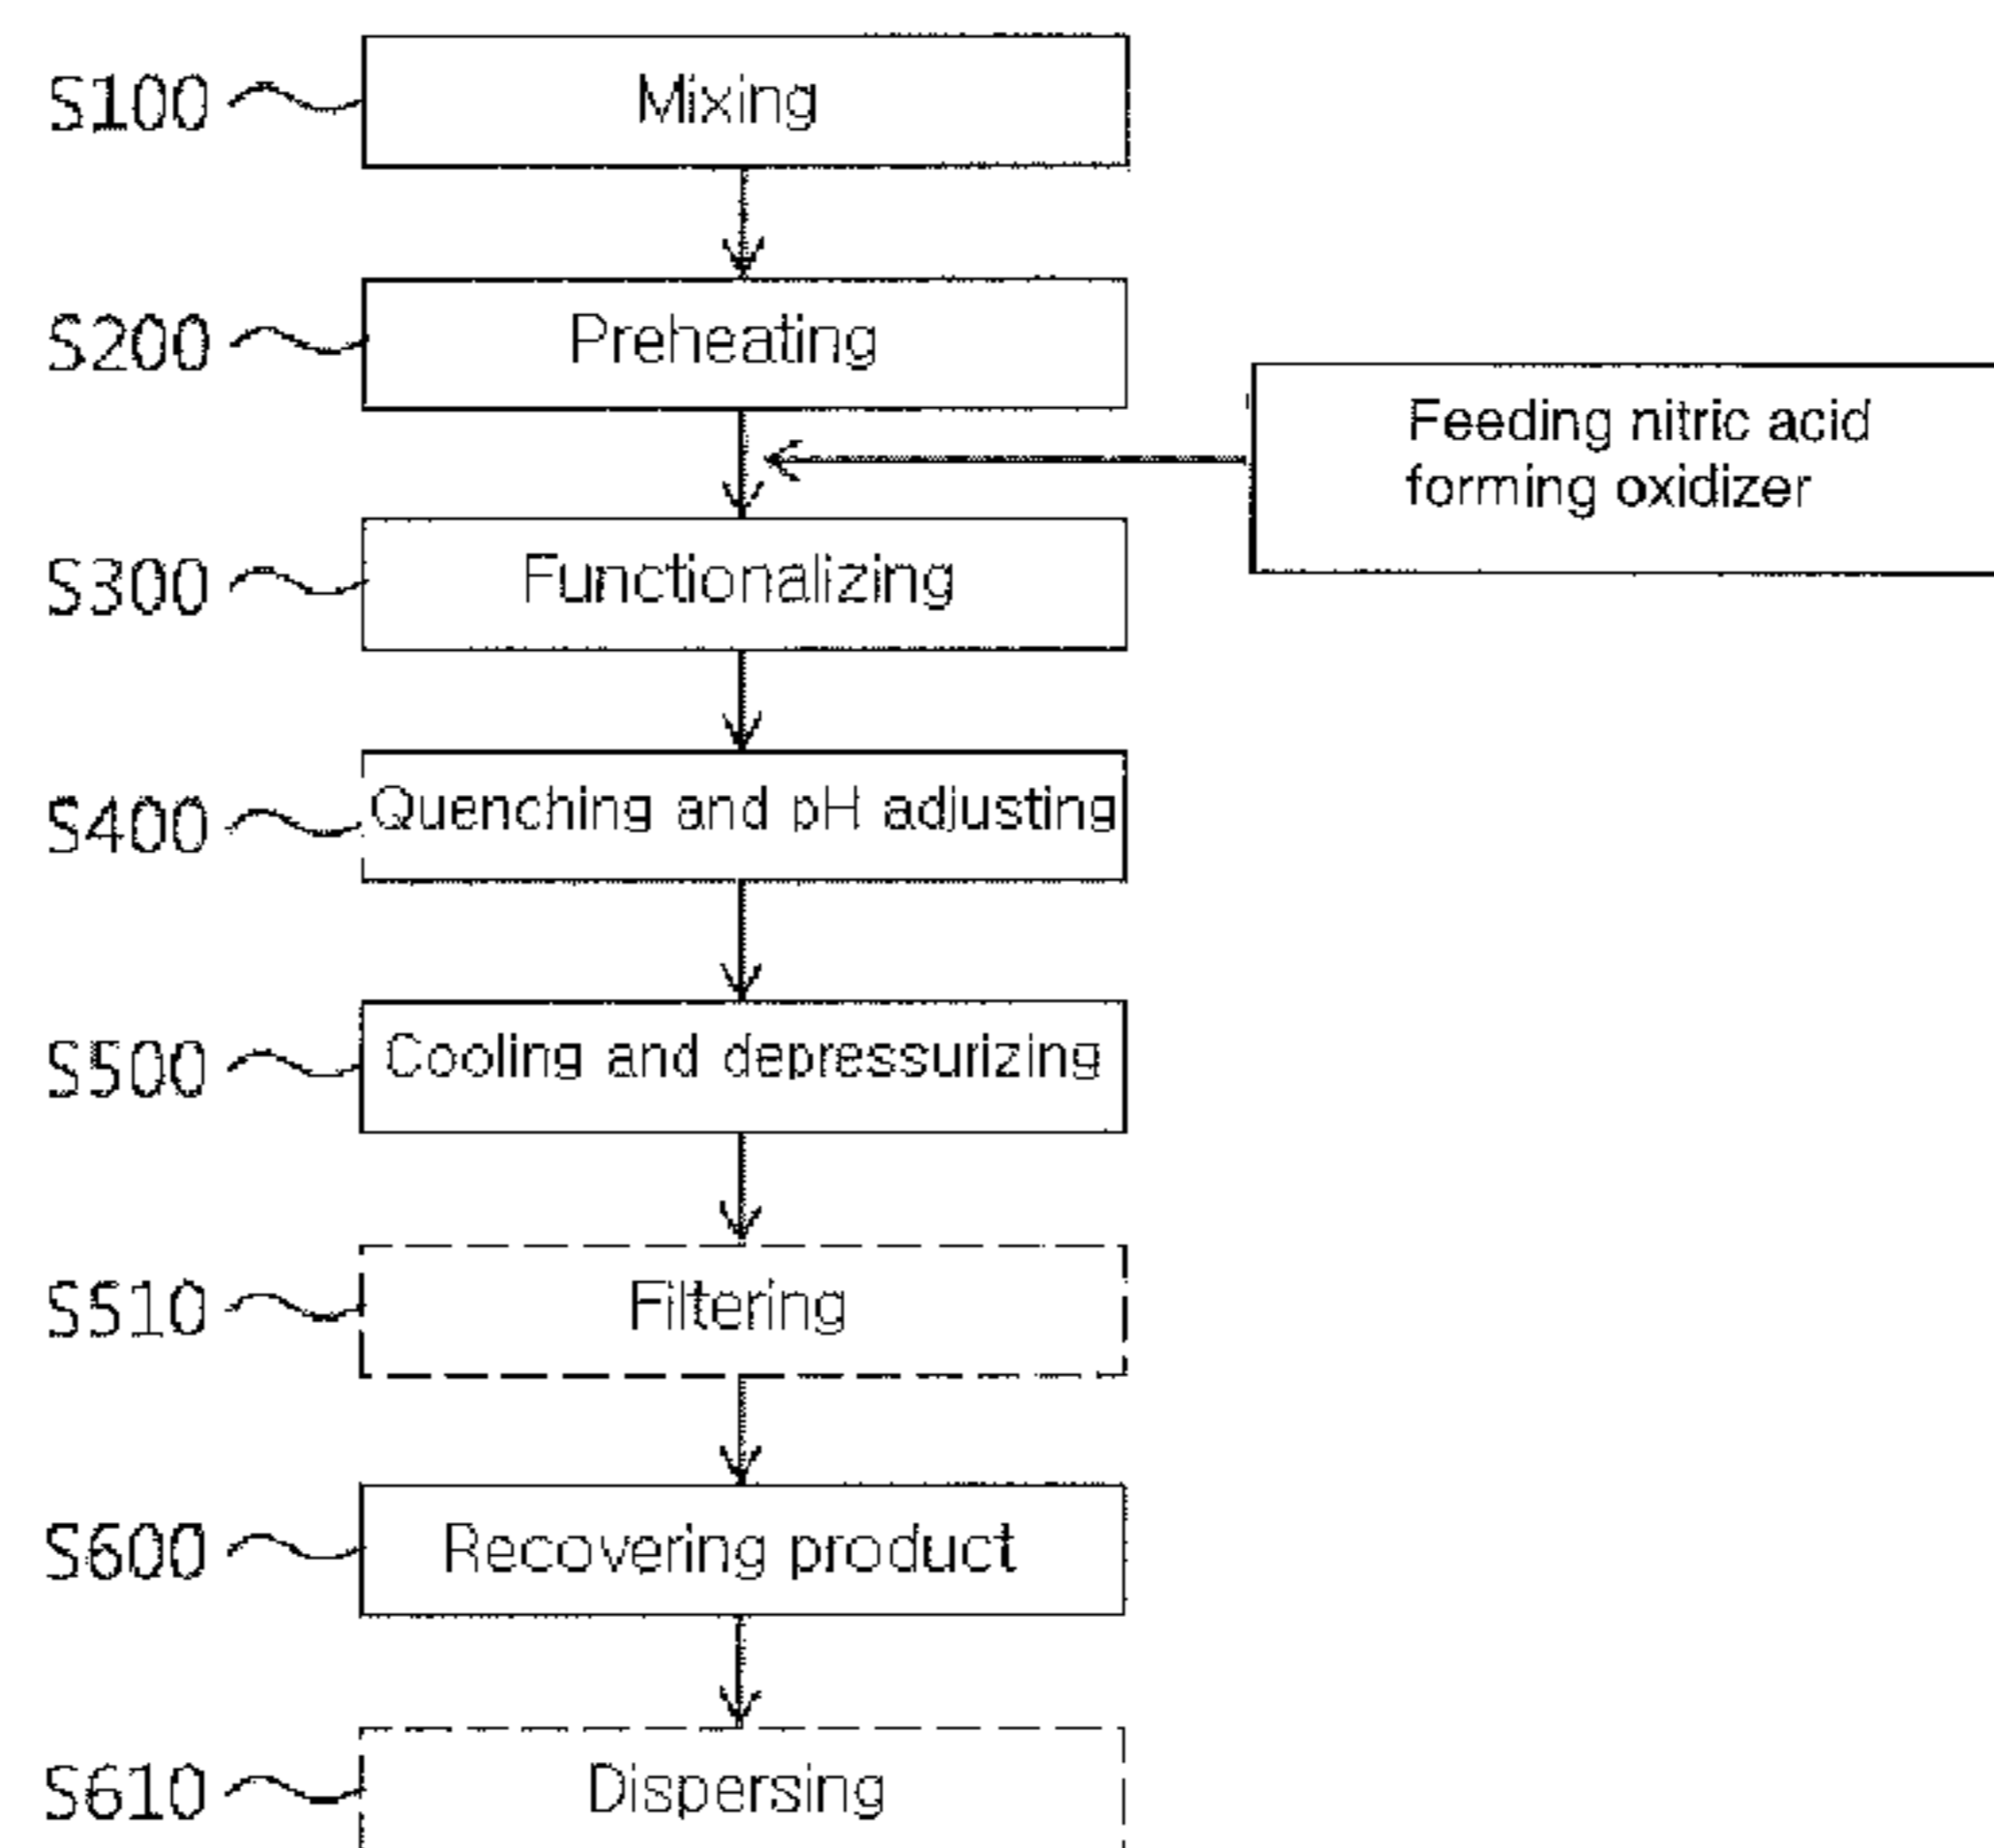 S100
Mixing
S200
Preheating
Feeding nitric acid
forming oxidizer
S300
Functionalizing
S400
Quenching and pH adjusting
S500
Cooling and depressurizing
S510
Filtering
S600
Recovering product
S610
Dispersing